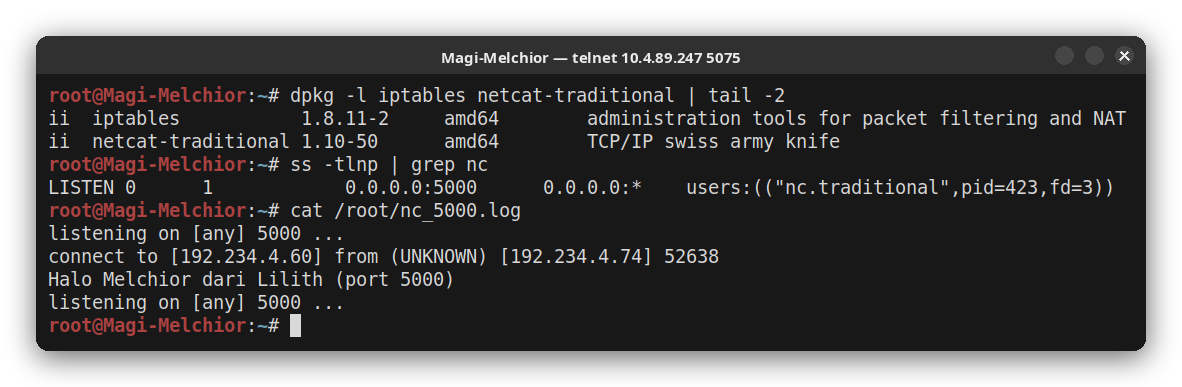 Magi-Melchior — telnet 10.4.89.247 5075
root@Magi-Melchior:~# dpkg -l iptables netcat-traditional | tail -2
ii  iptables           1.8.11-2     amd64        administration tools for packet filtering and NAT
ii  netcat-traditional 1.10-50      amd64        TCP/IP swiss army knife
root@Magi-Melchior:~# ss -tlnp | grep nc
LISTEN 0      1            0.0.0.0:5000      0.0.0.0:*    users:(("nc.traditional",pid=423,fd=3))
root@Magi-Melchior:~# cat /root/nc_5000.log
listening on [any] 5000 ...
connect to [192.234.4.60] from (UNKNOWN) [192.234.4.74] 52638
Halo Melchior dari Lilith (port 5000)
listening on [any] 5000 ...
root@Magi-Melchior:~#